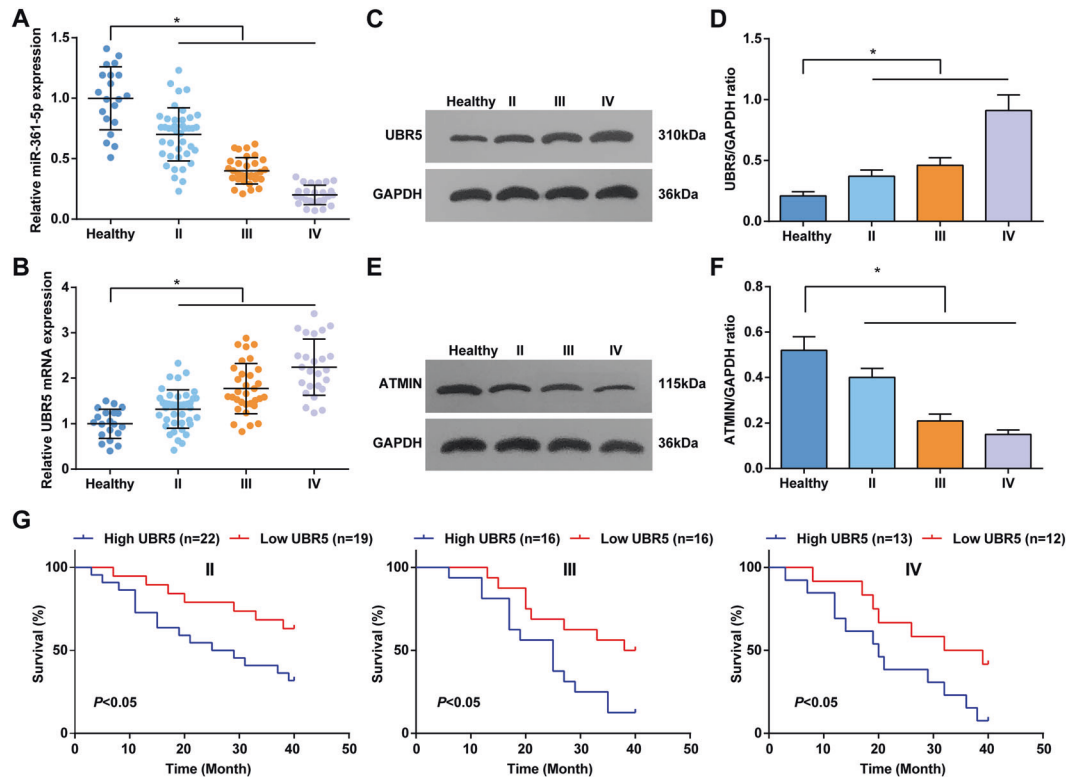 A
Relative miR-361-5p expression
1.5
1.0
0.5
0.0
*
Healthy II III IV
B
Relative UBR5 mRNA expression
4
3
2
1
0
*
Healthy II III IV
C
Healthy II III IV
UBR5 310kDa
GAPDH 36kDa
D
UBR5/GAPDH ratio
1.5
1.0
0.5
0.0
*
Healthy II III IV
E
Healthy II III IV
ATMIN 115kDa
GAPDH 36kDa
F
ATMIN/GAPDH ratio
0.8
0.6
0.4
0.2
0.0
*
Healthy II III IV
G
High UBR5 (n=22) Low UBR5 (n=19)
II
Survival (%)
100
50
0
P<0.05
0 10 20 30 40 50
Time (Month)
High UBR5 (n=16) Low UBR5 (n=16)
III
Survival (%)
100
50
0
P<0.05
0 10 20 30 40 50
Time (Month)
High UBR5 (n=13) Low UBR5 (n=12)
IV
Survival (%)
100
50
0
P<0.05
0 10 20 30 40 50
Time (Month)